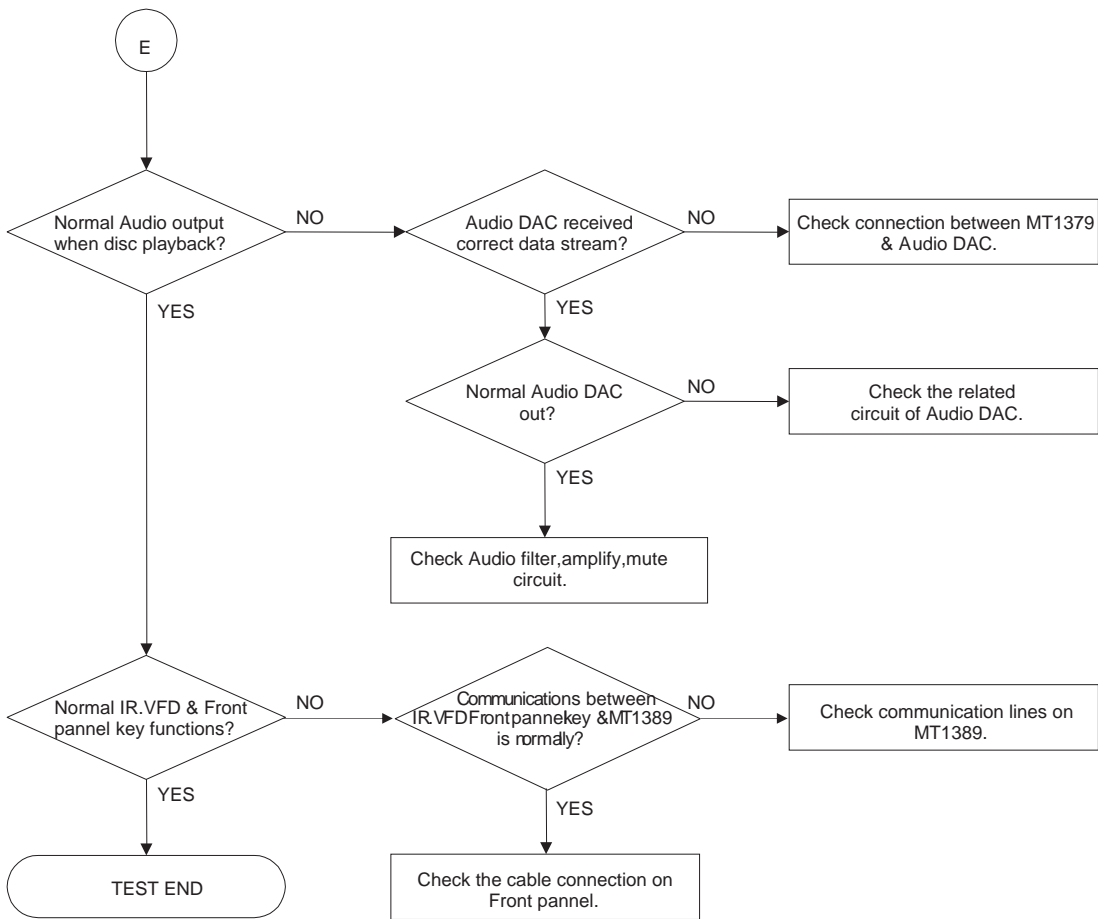 E
Normal Audio output
when disc playback?
NO
Audio DAC received
correct data stream?
NO
Check connection between MT1379
& Audio DAC.
YES
YES
Normal Audio DAC
out?
NO
Check the related
circuit of Audio DAC.
YES
Check Audio filter,amplify,mute
circuit.
Normal IR.VFD & Front
pannel key functions?
NO
Communications between
IR.VFDFrontpannekey &MT1389
is normally?
NO
Check communication lines on
MT1389.
YES
YES
TEST END
Check the cable connection on
Front pannel.